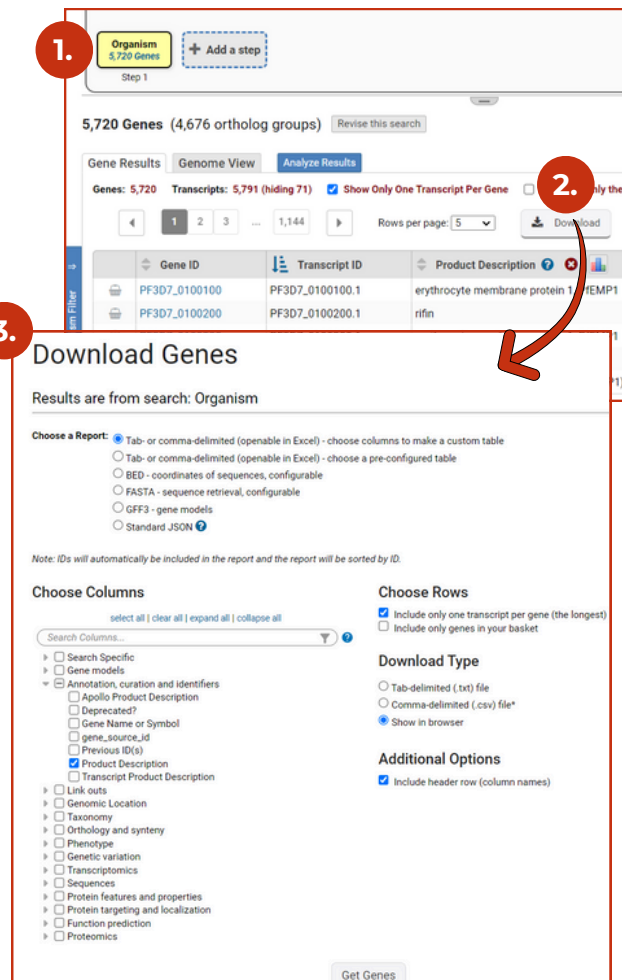 1.
Organism
5,720 Genes
+ Add a step
Step 1
5,720 Genes (4,676 ortholog groups) Revise this search
Gene Results Genome View Analyze Results
Genes: 5,720 Transcripts: 5,791 (hiding 71) Show Only One Transcript Per Gene the
2.
1 2 3 ... 1,144 Rows per page: 5 Download
Gene ID Transcript ID Product Description
PF3D7_0100100 PF3D7_0100100.1 erythrocyte membrane protein 1, PfEMP1
PF3D7_0100200 PF3D7_0100200.1 rifin
3.
Download Genes
Results are from search: Organism
Choose a Report: Tab- or comma-delimited (openable in Excel) - choose columns to make a custom table
Tab- or comma-delimited (openable in Excel) - choose a pre-configured table
BED - coordinates of sequences, configurable
FASTA - sequence retrieval, configurable
GFF3 - gene models
Standard JSON
Note: IDs will automatically be included in the report and the report will be sorted by ID.
Choose Columns
select all | clear all | expand all | collapse all
Search Columns...
Search Specific
Gene models
Annotation, curation and identifiers
Apollo Product Description
Deprecated?
Gene Name or Symbol
gene_source_id
Previous ID(s)
Product Description
Transcript Product Description
Link outs
Genomic Location
Taxonomy
Orthology and synteny
Phenotype
Genetic variation
Transcriptomics
Sequences
Protein features and properties
Protein targeting and localization
Function prediction
Proteomics
Choose Rows
Include only one transcript per gene (the longest)
Include only genes in your basket
Download Type
Tab-delimited (.txt) file
Comma-delimited (.csv) file*
Show in browser
Additional Options
Include header row (column names)
Get Genes